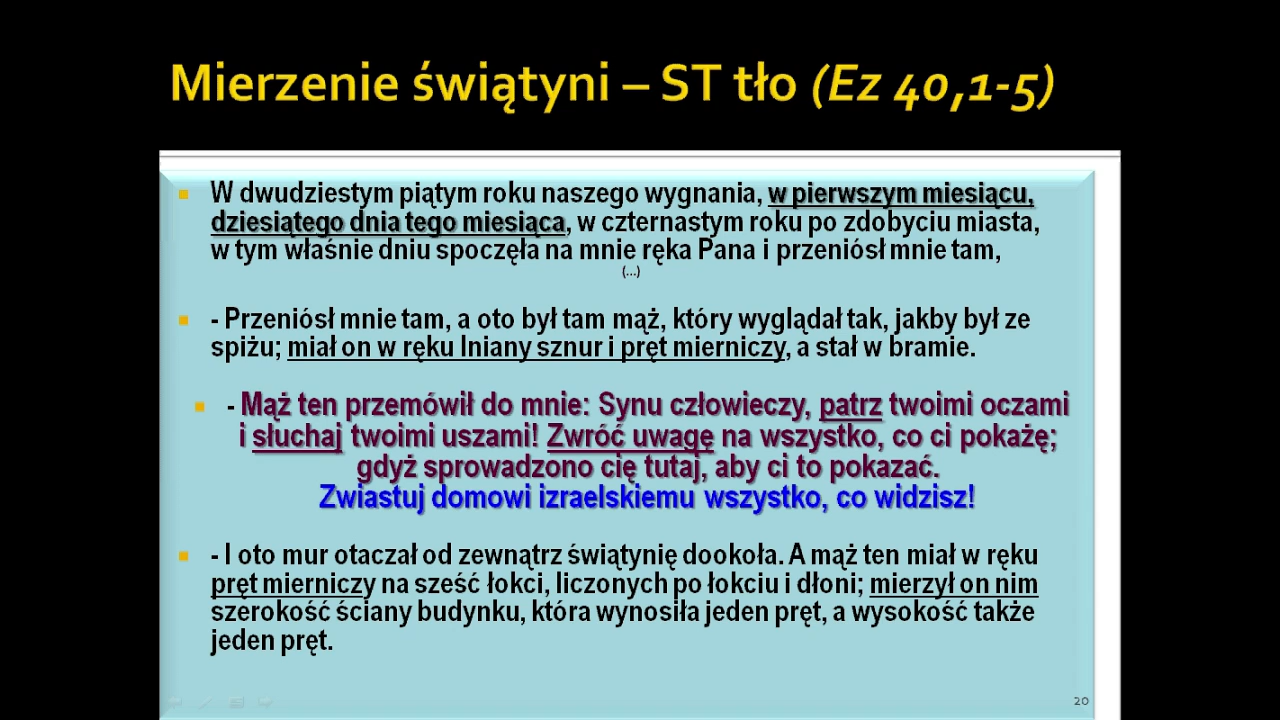 Mierzenie świątyni – ST tło (Ez 40,1-5)
W dwudziestym piątym roku naszego wygnania, w pierwszym miesiącu,
dziesiątego dnia tego miesiąca, w czternastym roku po zdobyciu miasta,
w tym właśnie dniu spoczęła na mnie ręka Pana i przeniósł mnie tam,
(...)
- Przeniósł mnie tam, a oto był tam mąż, który wyglądał tak, jakby był ze
spiżu; miał on w ręku lniany sznur i pręt mierniczy, a stał w bramie.
- Mąż ten przemówił do mnie: Synu człowieczy, patrz twoimi oczami
i słuchaj twoimi uszami! Zwróć uwagę na wszystko, co ci pokażę;
gdyż sprowadzono cię tutaj, aby ci to pokazać.
Zwiastuj domowi izraelskiemu wszystko, co widzisz!
- I oto mur otaczał od zewnątrz świątynię dookoła. A mąż ten miał w ręku
pręt mierniczy na sześć łokci, liczonych po łokciu i dłoni; mierzył on nim
szerokość ściany budynku, która wynosiła jeden pręt, a wysokość także
jeden pręt.
20